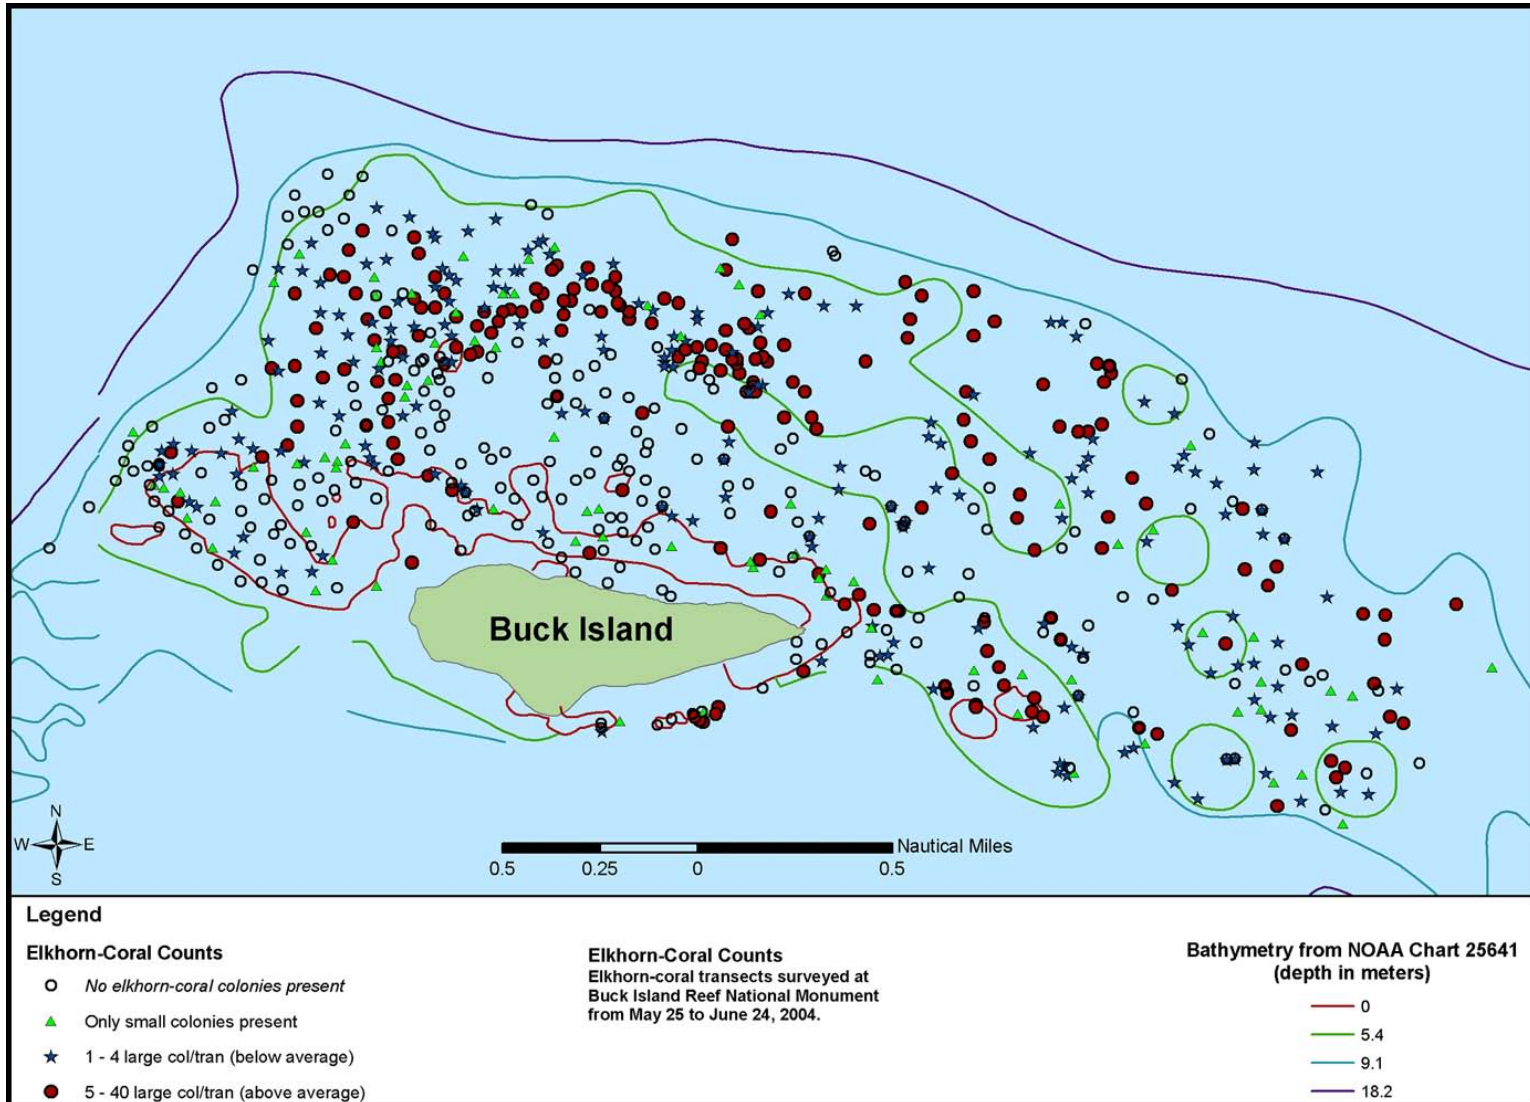 Buck Island
N
W E
S
Nautical Miles
0.5 0.25 0 0.5
Legend
Elkhorn-Coral Counts
No elkhorn-coral colonies present
Only small colonies present
1 - 4 large col/tran (below average)
5 - 40 large col/tran (above average)
Elkhorn-Coral Counts
Elkhorn-coral transects surveyed at
Buck Island Reef National Monument
from May 25 to June 24, 2004.
Bathymetry from NOAA Chart 25641
(depth in meters)
0
5.4
9.1
18.2